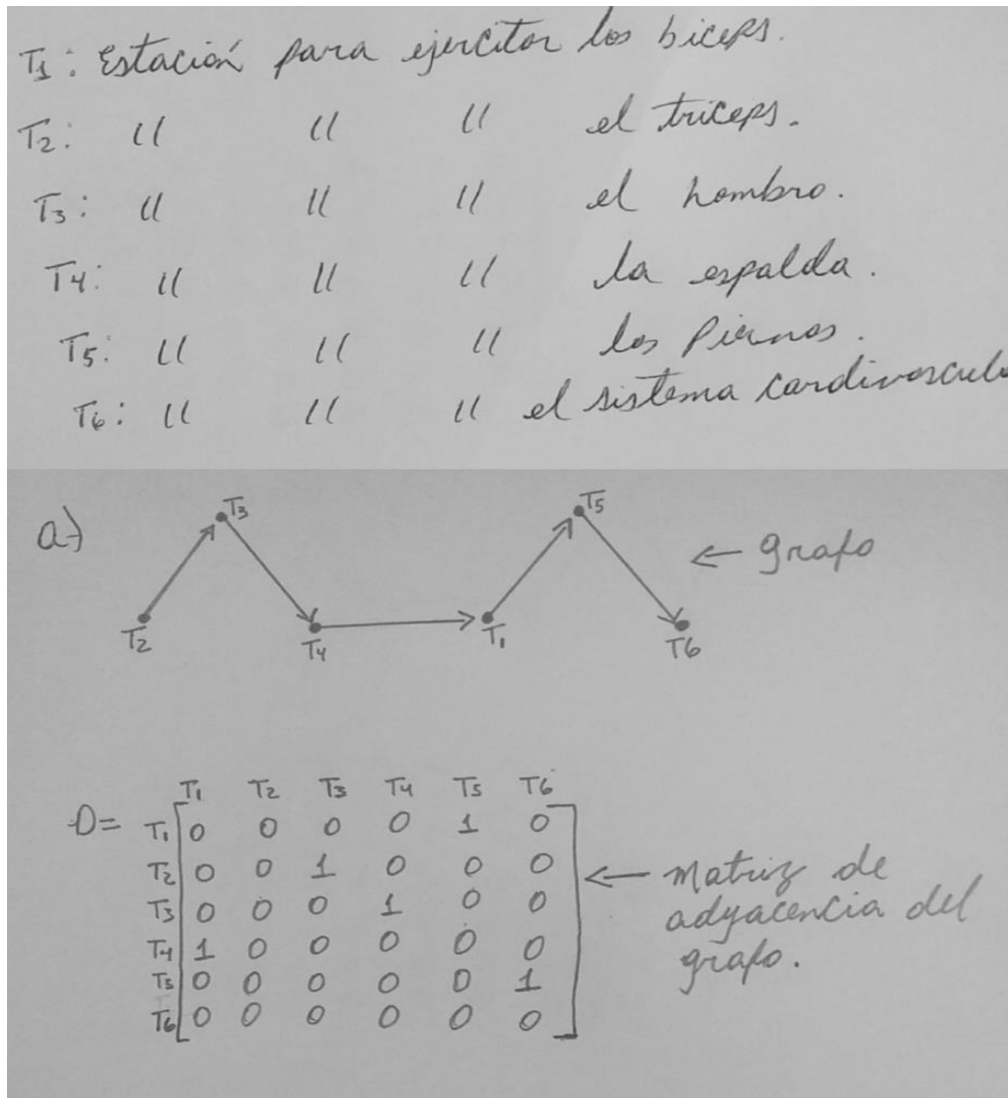 T1: Estación para ejercitar los biceps.
T2: " " " el triceps.
T3: " " " el hombro.
T4: " " " la espalda.
T5: " " " las Piernas.
T6: " " " el sistema
a)
T3 T5
← grafo
T2 T4 T1 T6
T1 T2 T3 T4 T5 T6
D= T1 0 0 0 0 1 0
T2 0 0 1 0 0 0 ← Matriz de
T3 0 0 0 1 0 0 adyacencia del
T4 1 0 0 0 0 0 grafo.
T5 0 0 0 0 0 1
T6 0 0 0 0 0 0